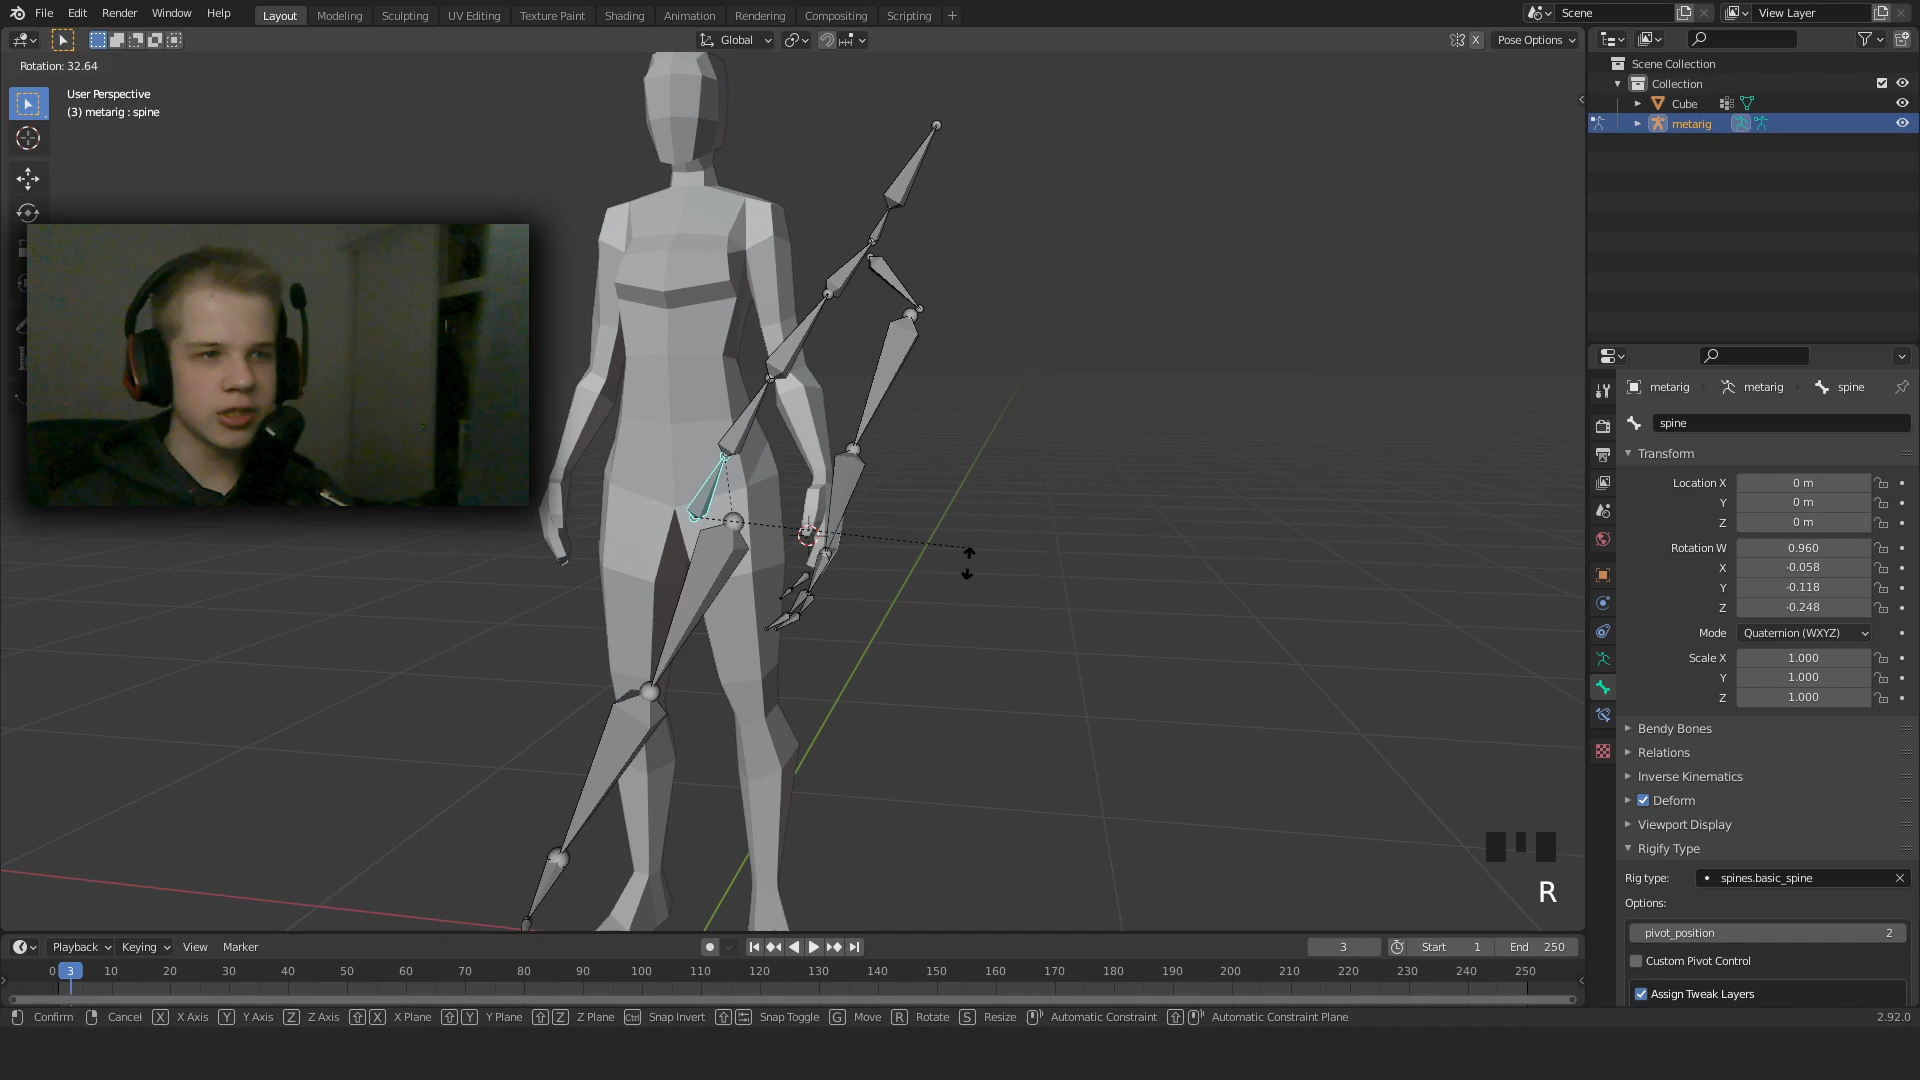 File Edit Render Window Help
Layout Modeling Sculpting UV Editing Texture Paint Shading Animation Rendering Compositing Scripting +
Scene
View Layer
Global
X
Pose Options
Rotation: 32.64
User Perspective
(3) metarig : spine
Scene Collection
Collection
Cube
metarig
metarig metarig spine
spine
Transform
Location X 0 m
Y 0 m
Z 0 m
Rotation W 0.960
X -0.058
Y -0.118
Z -0.248
Mode Quaternion (WXYZ)
Scale X 1.000
Y 1.000
Z 1.000
Bendy Bones
Relations
Inverse Kinematics
Deform
Viewport Display
Rigify Type
Rig type: spines.basic_spine
Options:
pivot_position 2
Custom Pivot Control
Assign Tweak Layers
R
Playback Keying View Marker
3
Start 1 End 250
0 3 10 20 30 40 50 60 70 80 90 100 110 120 130 140 150 160 170 180 190 200 210 220 230 240 250
Confirm Cancel X X Axis Y Y Axis Z Z Axis X X Plane Y Y Plane Z Z Plane Ctrl Snap Invert Snap Toggle G Move R Rotate S Resize Automatic Constraint Automatic Constraint Plane
2.92.0